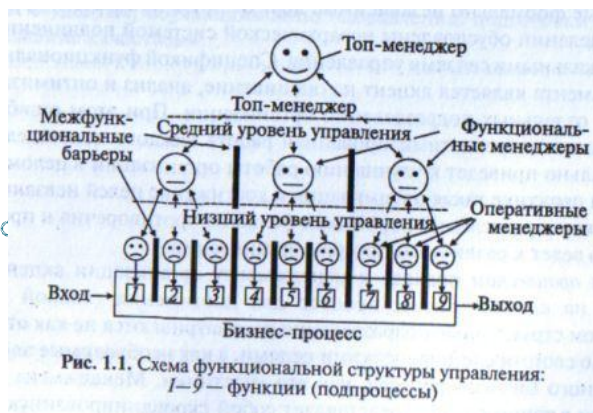 Топ-менеджер
Топ-менеджер
Межфунк-
циональные
барьеры
Средний уровень управления
Функциональ-
ные менеджеры
Низший уровень управления
Оперативные
менеджеры
Вход
1 2 3 4 5 6 7 8 9
Выход
Бизнес-процесс
Рис. 1.1. Схема функциональной структуры управления:
1—9 — функции (подпроцессы)